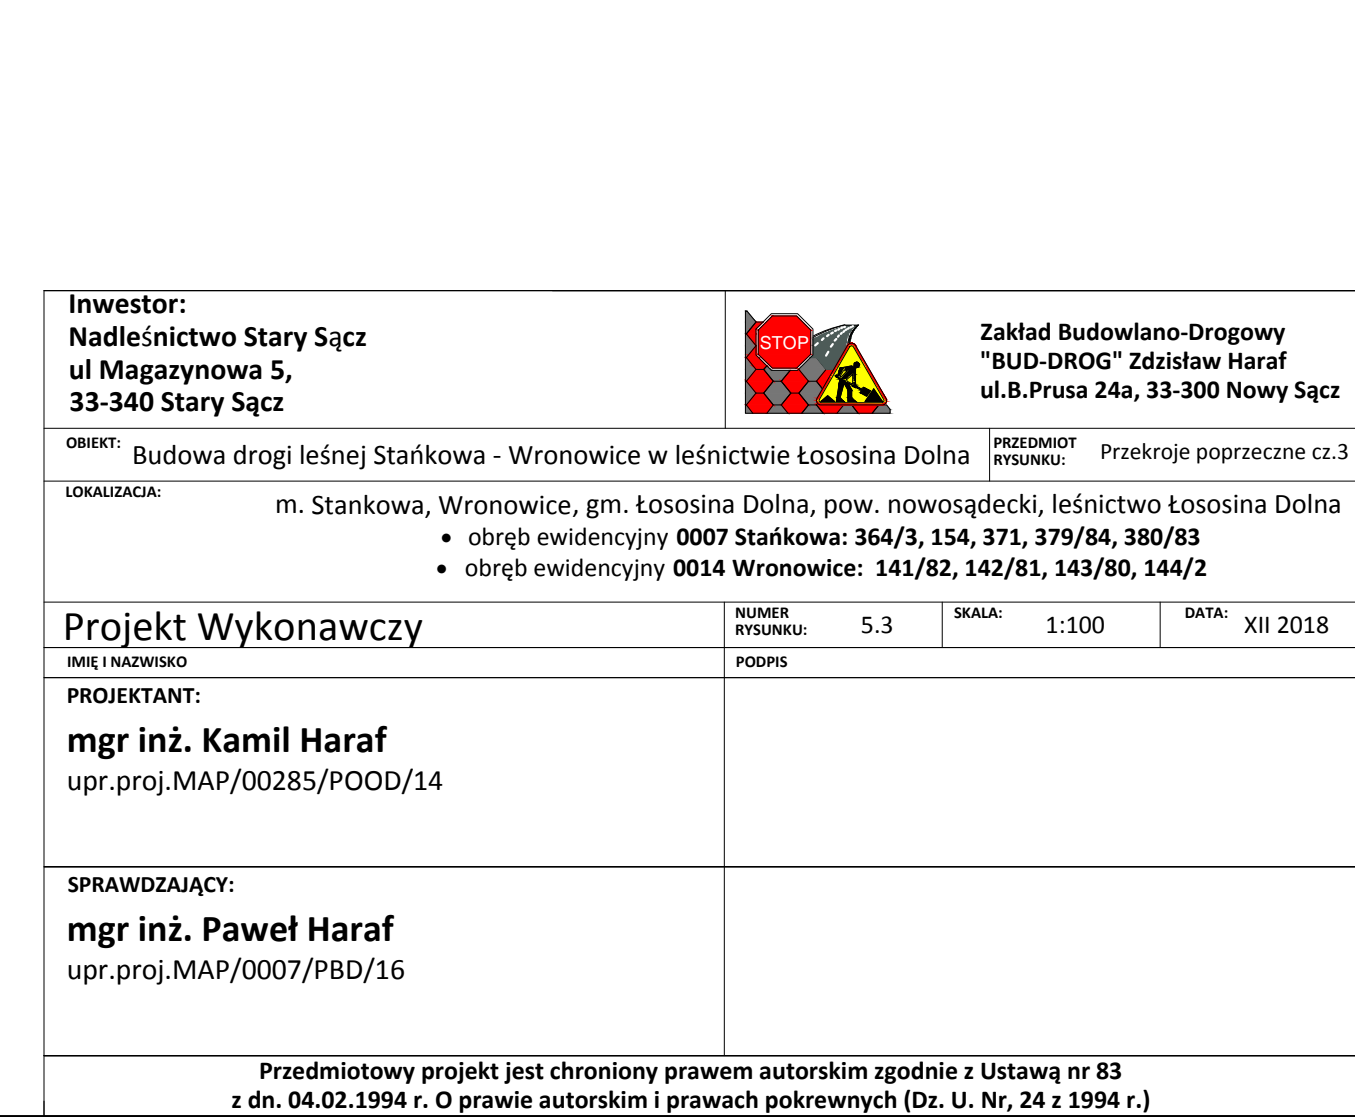 Inwestor:
Nadleśnictwo Stary Sącz
ul Magazynowa 5,
33-340 Stary Sącz
STOP
Zakład Budowlano-Drogowy
"BUD-DROG" Zdzisław Haraf
ul.B.Prusa 24a, 33-300 Nowy Sącz
OBIEKT: Budowa drogi leśnej Stańkowa - Wronowice w leśnictwie Łososina Dolna
PRZEDMIOT
RYSUNKU:
Przekroje poprzeczne cz.3
LOKALIZACJA:
m. Stankowa, Wronowice, gm. Łososina Dolna, pow. nowosądecki, leśnictwo Łososina Dolna
• obręb ewidencyjny 0007 Stańkowa: 364/3, 154, 371, 379/84, 380/83
• obręb ewidencyjny 0014 Wronowice: 141/82, 142/81, 143/80, 144/2
Projekt Wykonawczy
NUMER
RYSUNKU:
5.3
SKALA: 1:100
DATA: XII 2018
IMIĘ I NAZWISKO
PODPIS
PROJEKTANT:
mgr inż. Kamil Haraf
upr.proj.MAP/00285/POOD/14
SPRAWDZAJĄCY:
mgr inż. Paweł Haraf
upr.proj.MAP/0007/PBD/16
Przedmiotowy projekt jest chroniony prawem autorskim zgodnie z Ustawą nr 83
z dn. 04.02.1994 r. O prawie autorskim i prawach pokrewnych (Dz. U. Nr, 24 z 1994 r.)